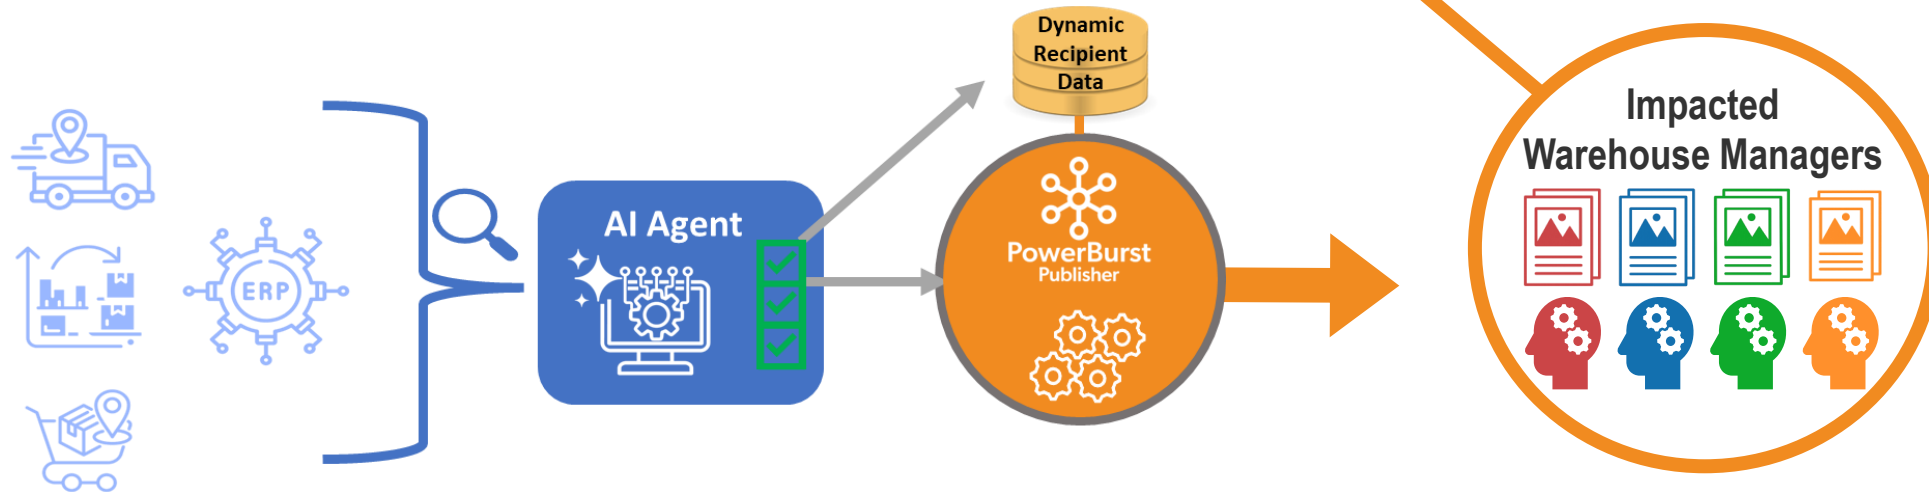 Dynamic
Recipient
Data
Impacted
Warehouse Managers
AI Agent
PowerBurst
Publisher
ERP